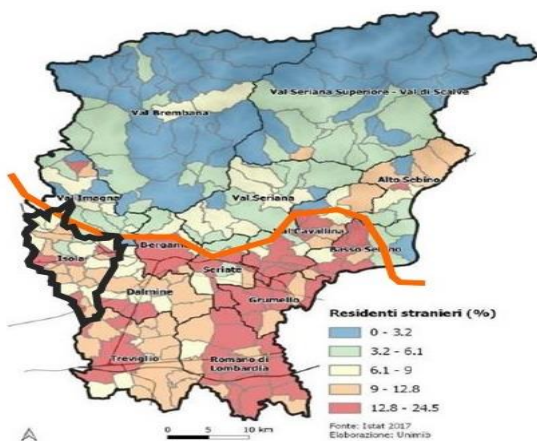 Val Seriana Superiore - Val di Scalve
Val Brembana
Alto Sebino
Val Imagna
Val Seriana
Val Cavallina
Bergamo
Basso Sebino
Isola
Seriate
Dalmine
Grumello
Treviglio
Romano di
Lombardia
Residenti stranieri (%)
0 - 3.2
3.2 - 6.1
6.1 - 9
9 - 12.8
12.8 - 24.5
Fonte: Istat 2017
Elaborazione: Unimib
0 5 10 km